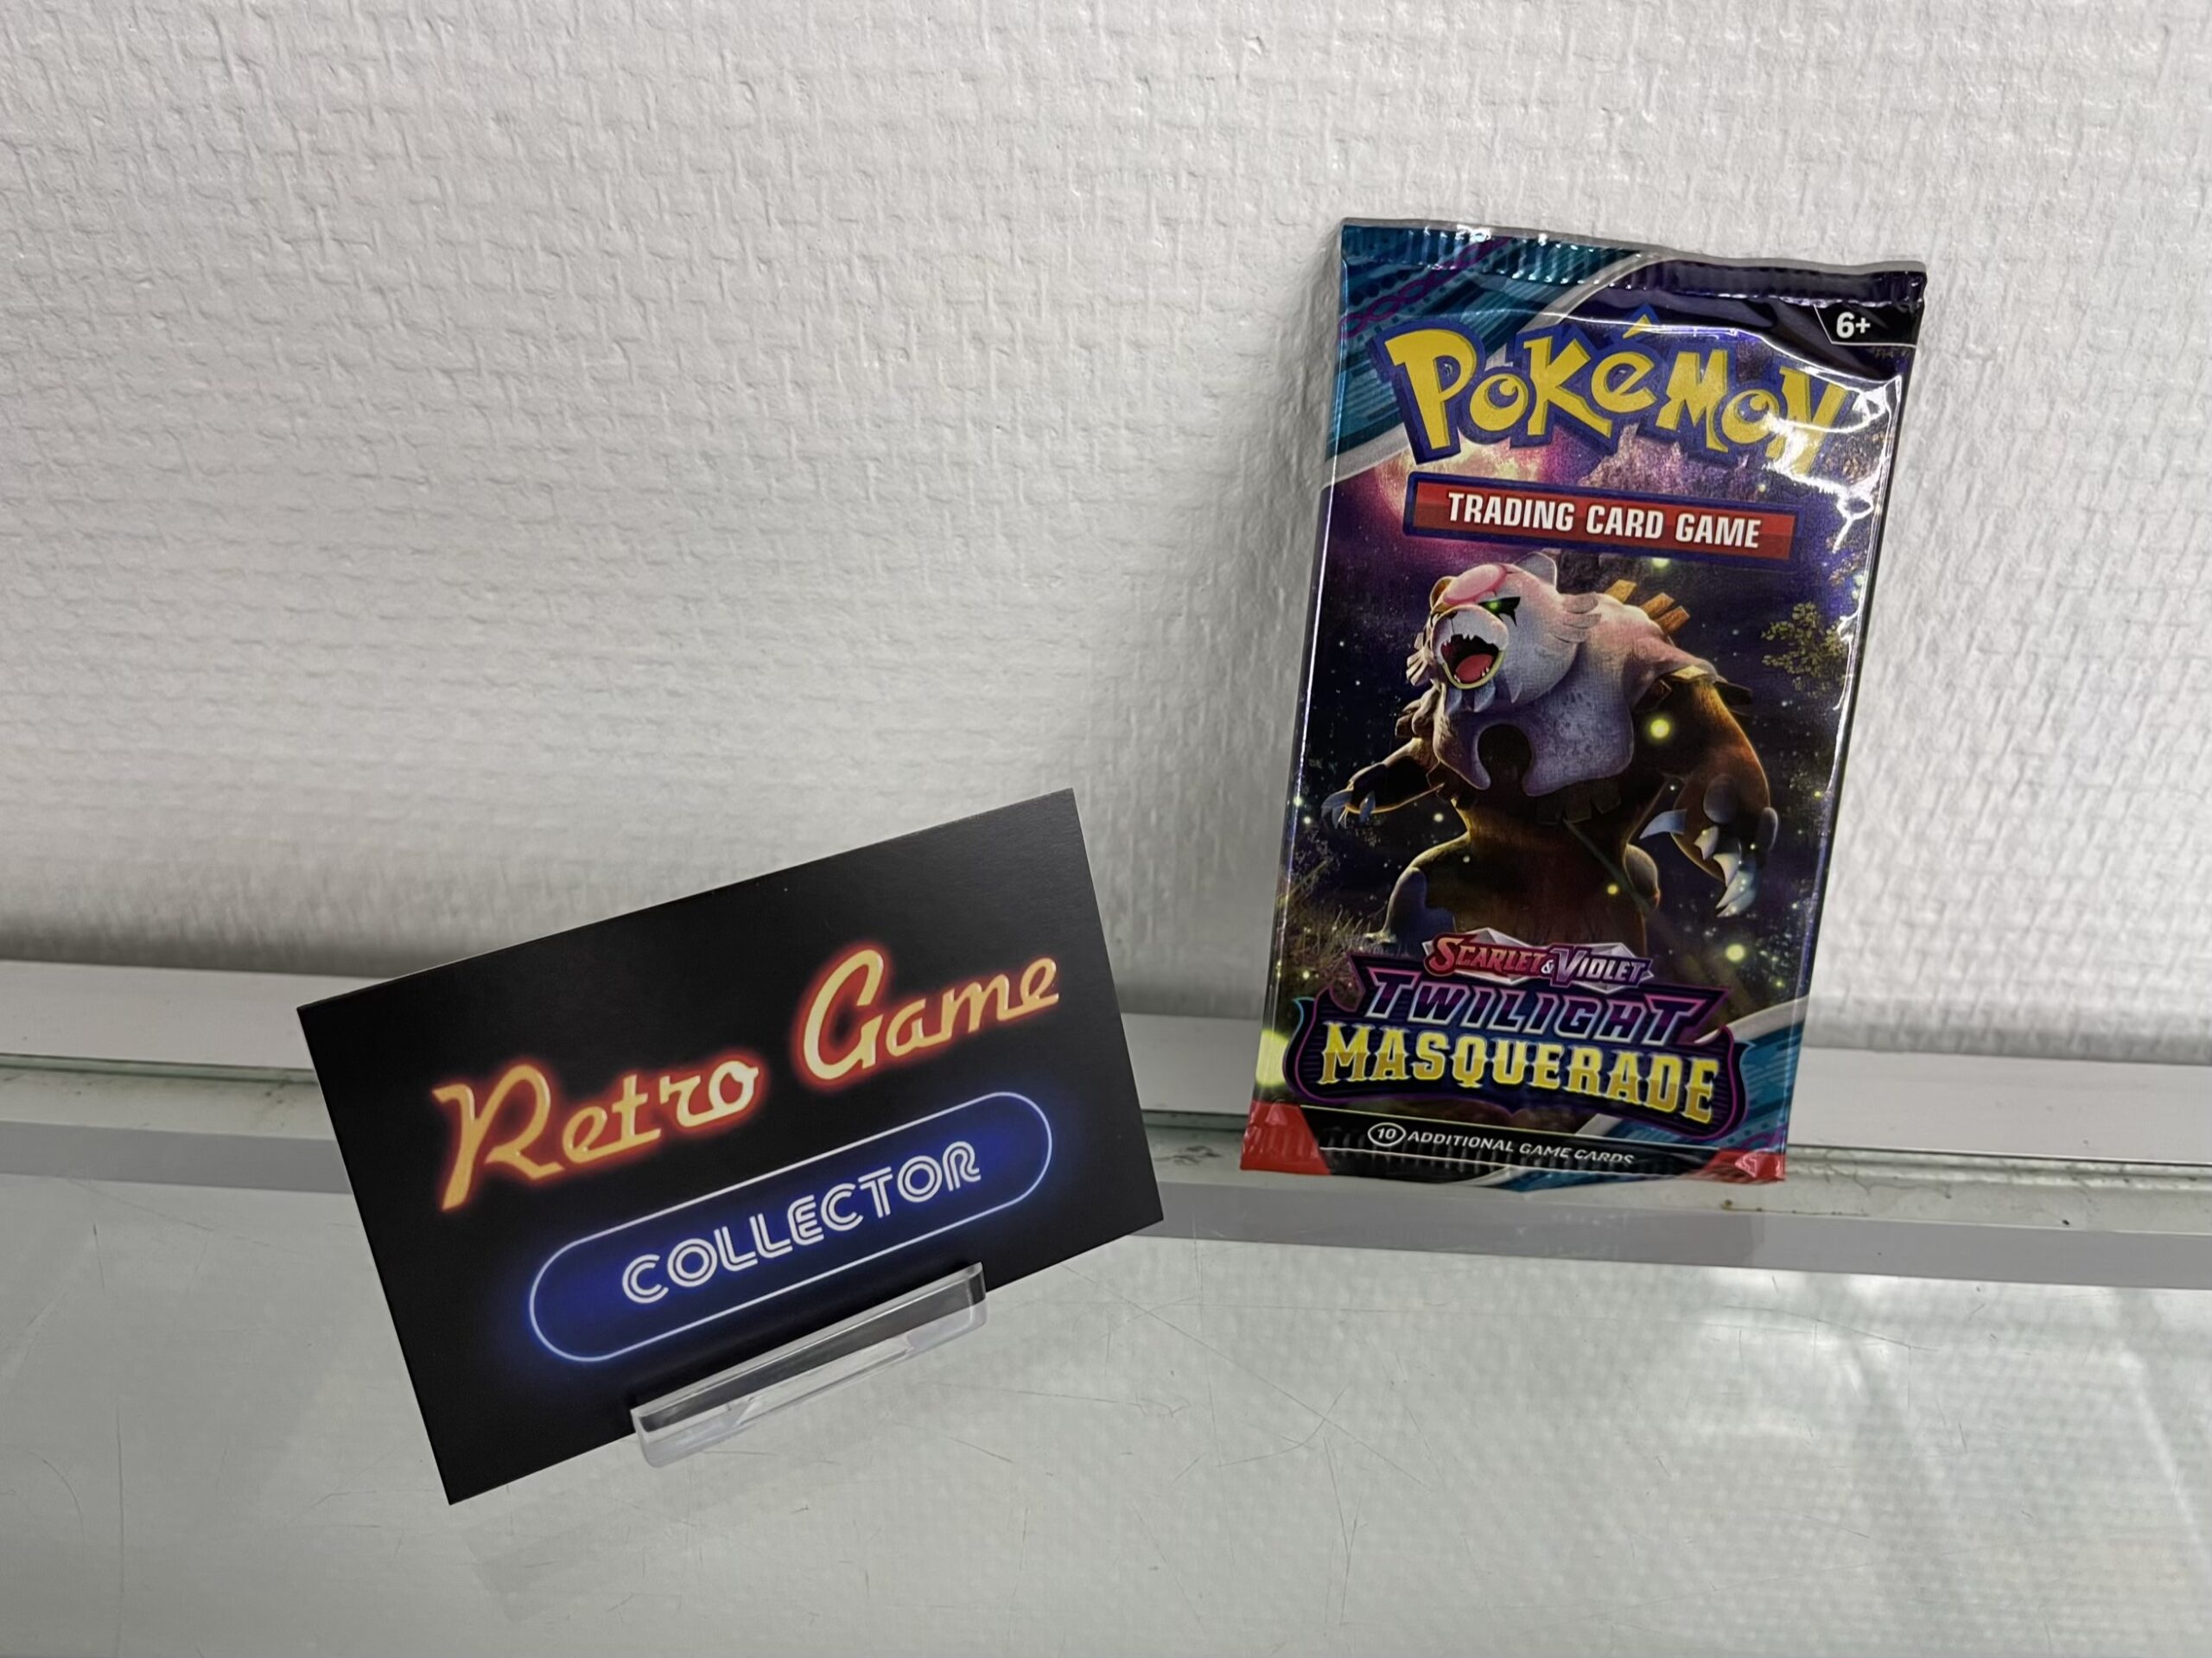 Retro Game
COLLECTOR
6+
POKéMON
TRADING CARD GAME
SCARLET & VIOLET
TWILIGHT
MASQUERADE
10 ADDITIONAL GAME CARDS